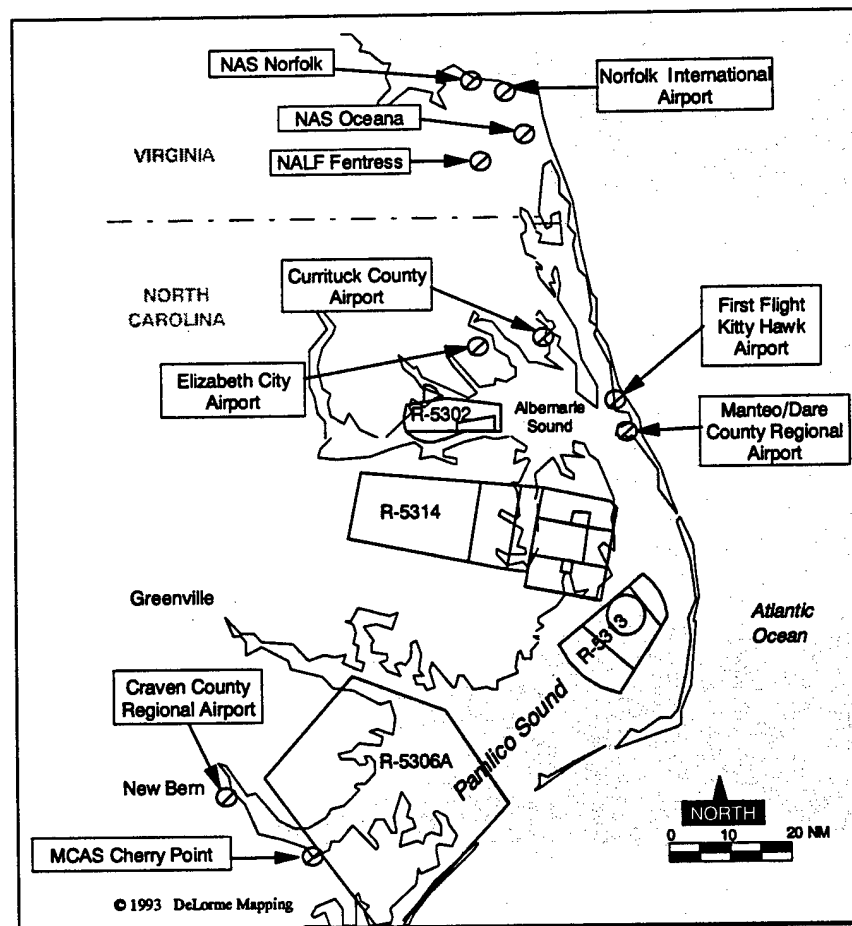 NAS Norfolk
Norfolk International
Airport
NAS Oceana
VIRGINIA
NALF Fentress
Currituck County
Airport
NORTH
CAROLINA
First Flight
Kitty Hawk
Airport
Elizabeth City
Airport
R-5302
Albemarle
Sound
Manteo/Dare
County Regional
Airport
R-5314
Greenville
R-5313
Atlantic
Ocean
Craven County
Regional Airport
Pamlico Sound
R-5306A
New Bern
NORTH
0 10 20 NM
MCAS Cherry Point
© 1993 DeLorme Mapping